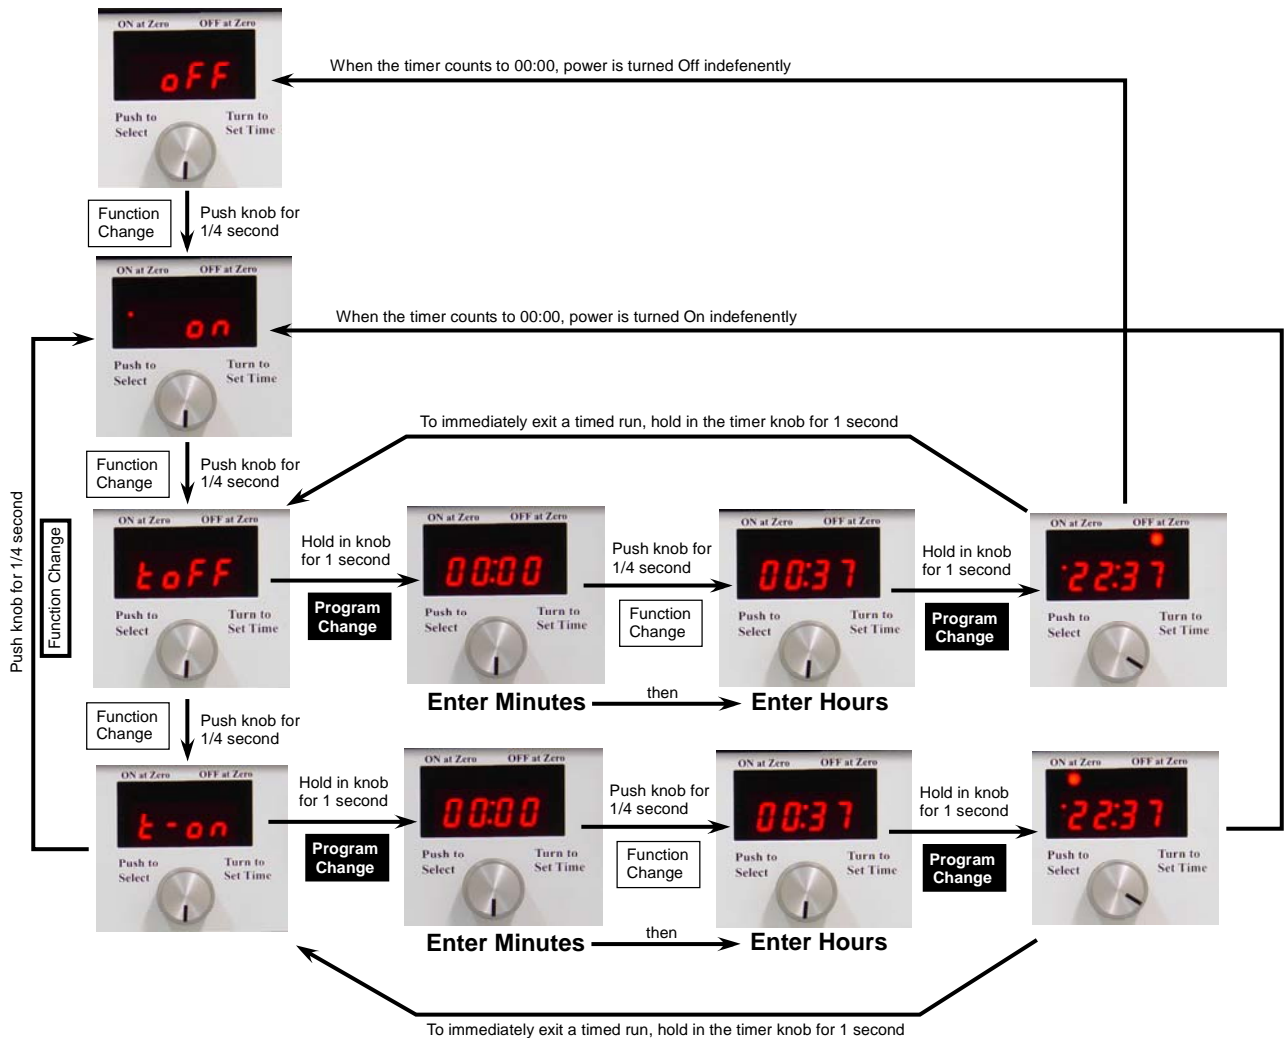 ON at Zero OFF at Zero
oFF
Push to Select
Turn to Set Time
When the timer counts to 00:00, power is turned Off indefenently
Function Change
Push knob for 1/4 second
ON at Zero OFF at Zero
on
Push to Select
Turn to Set Time
When the timer counts to 00:00, power is turned On indefenently
Function Change
Push knob for 1/4 second
To immediately exit a timed run, hold in the timer knob for 1 second
Push knob for 1/4 second
Function Change
ON at Zero OFF at Zero
toFF
Push to Select
Turn to Set Time
Hold in knob for 1 second
Program Change
ON at Zero OFF at Zero
00:00
Push to Select
Turn to Set Time
Enter Minutes
Push knob for 1/4 second
Function Change
then
ON at Zero OFF at Zero
00:37
Push to Select
Turn to Set Time
Enter Hours
Hold in knob for 1 second
Program Change
ON at Zero OFF at Zero
22:37
Push to Select
Turn to Set Time
Function Change
Push knob for 1/4 second
ON at Zero OFF at Zero
t-on
Push to Select
Turn to Set Time
Hold in knob for 1 second
Program Change
ON at Zero OFF at Zero
00:00
Push to Select
Turn to Set Time
Enter Minutes
Push knob for 1/4 second
Function Change
then
ON at Zero OFF at Zero
00:37
Push to Select
Turn to Set Time
Enter Hours
Hold in knob for 1 second
Program Change
ON at Zero OFF at Zero
22:37
Push to Select
Turn to Set Time
To immediately exit a timed run, hold in the timer knob for 1 second